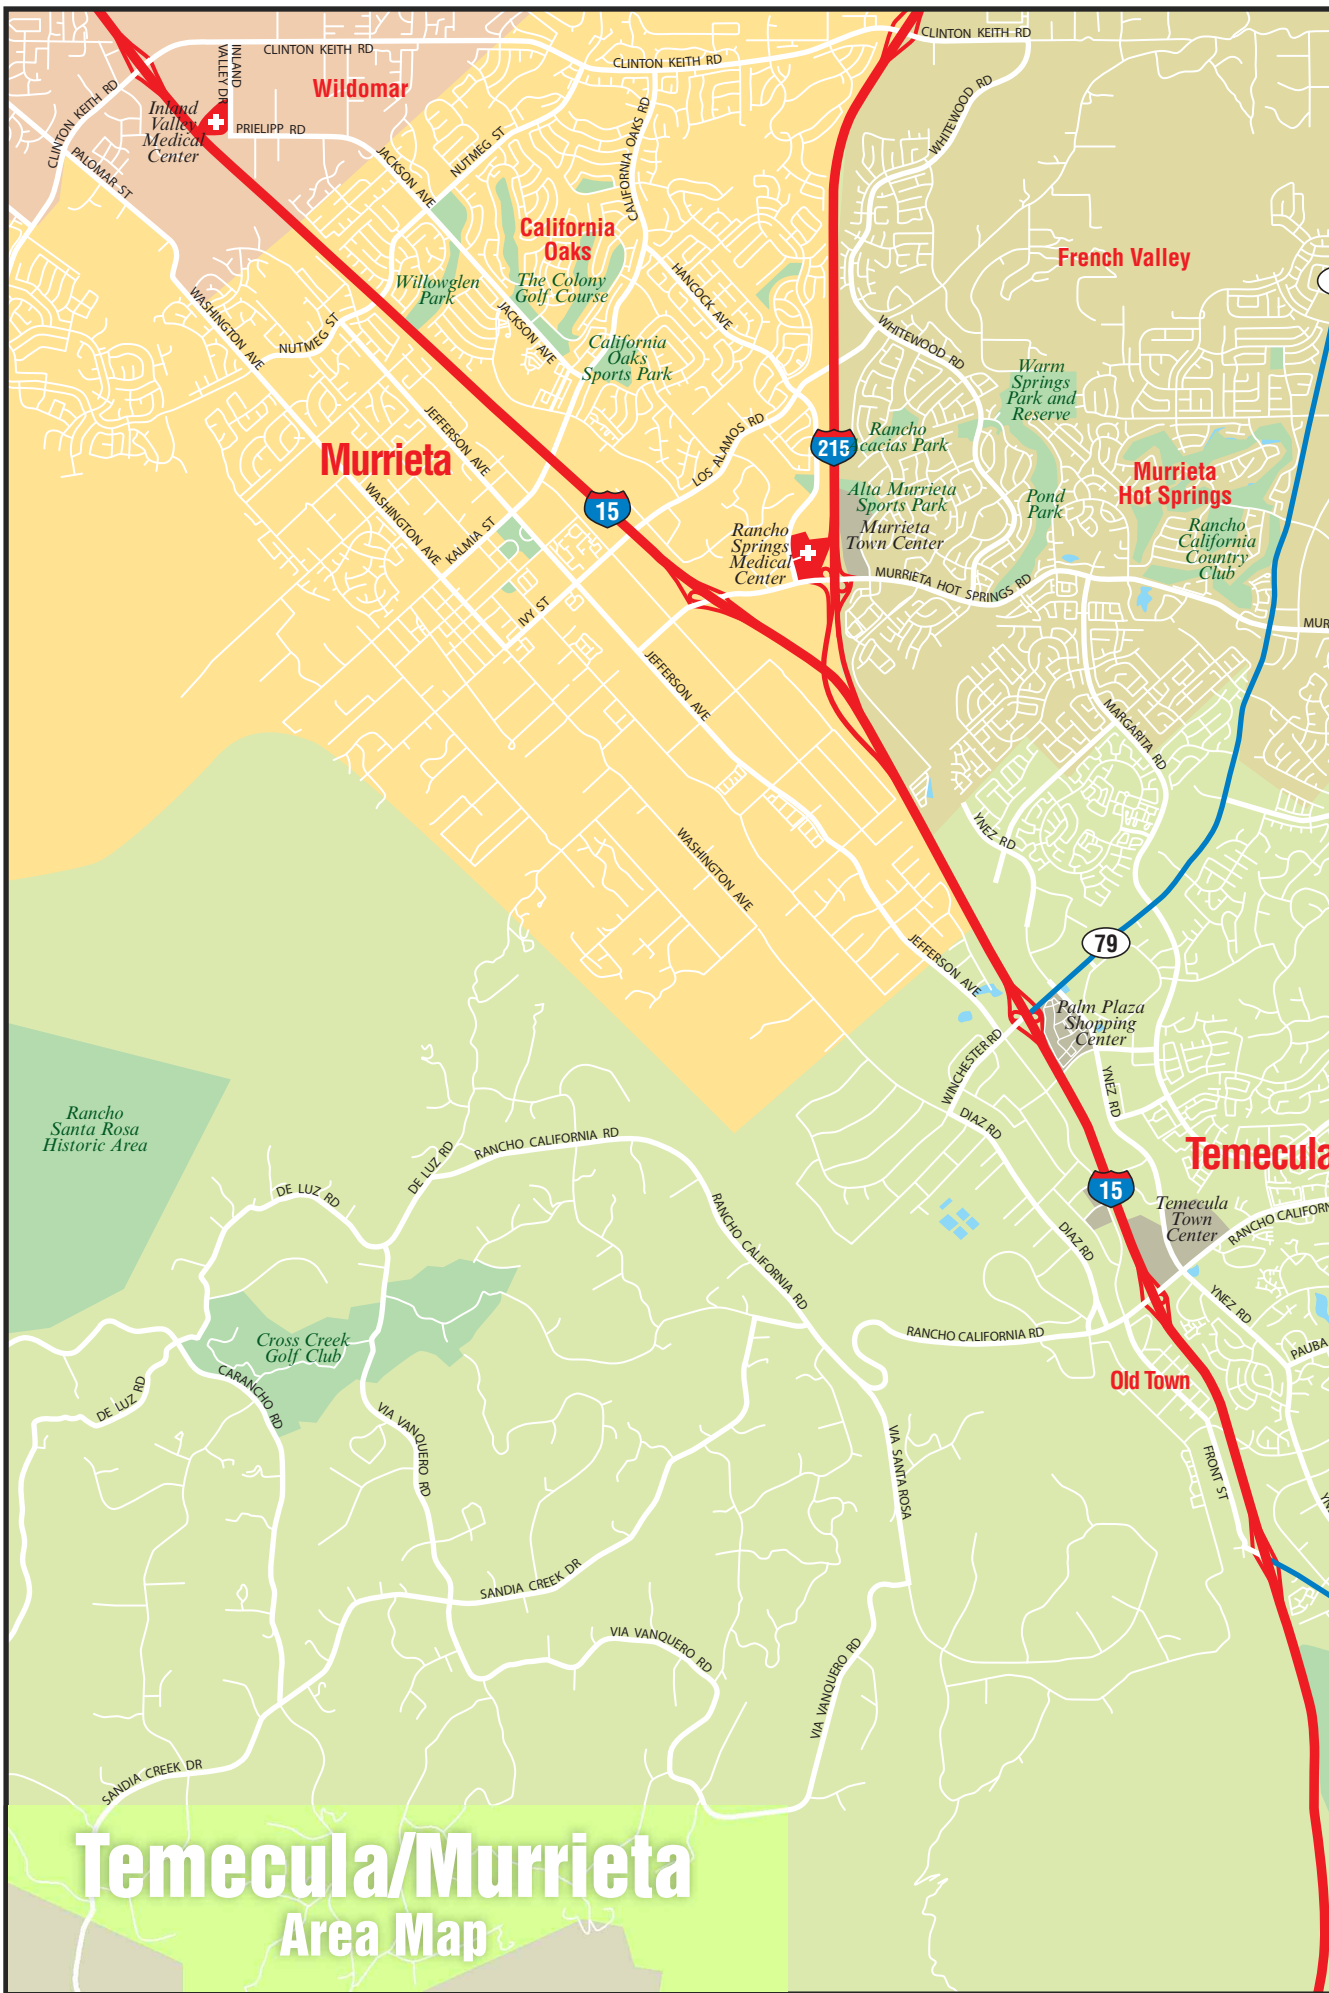 CLINTON KEITH RD
CLINTON KEITH RD
CLINTON KEITH RD
CLINTON KEITH RD
INLAND
VALLEY DR
Wildomar
Inland
Valley
Medical
Center
PRIELIPP RD
PALOMAR ST
JACKSON AVE
NUTMEG ST
CALIFORNIA OAKS RD
WHITEWOOD RD
California
Oaks
French Valley
Willowglen
Park
The Colony
Golf Course
HANCOCK AVE
WASHINGTON AVE
NUTMEG ST
JACKSON AVE
California
Oaks
Sports Park
WHITEWOOD RD
Warm
Springs
Park and
Reserve
JEFFERSON AVE
LOS ALAMOS RD
215
Rancho
cacias Park
Murrieta
Murrieta
Hot Springs
WASHINGTON AVE
15
Alta Murrieta
Sports Park
Pond
Park
KALMIA ST
Rancho
Springs
Medical
Center
Murrieta
Town Center
Rancho
California
Country
Club
MURRIETA HOT SPRINGS RD
IVY ST
MUR
JEFFERSON AVE
MARGARITA RD
YNEZ RD
WASHINGTON AVE
79
JEFFERSON AVE
Palm Plaza
Shopping
Center
WINCHESTER RD
YNEZ RD
DIAZ RD
Rancho
Santa Rosa
Historic Area
RANCHO CALIFORNIA RD
DE LUZ RD
DE LUZ RD
Temecula
15
RANCHO CALIFORNIA RD
Temecula
Town
Center
RANCHO CALIFORN
DIAZ RD
YNEZ RD
Cross Creek
Golf Club
RANCHO CALIFORNIA RD
PAUBA
Old Town
DE LUZ RD
CARANCHO RD
VIA VANQUERO RD
VIA SANTA ROSA
FRONT ST
YN
SANDIA CREEK DR
VIA VANQUERO RD
VIA VANQUERO RD
SANDIA CREEK DR
Temecula/Murrieta
Area Map